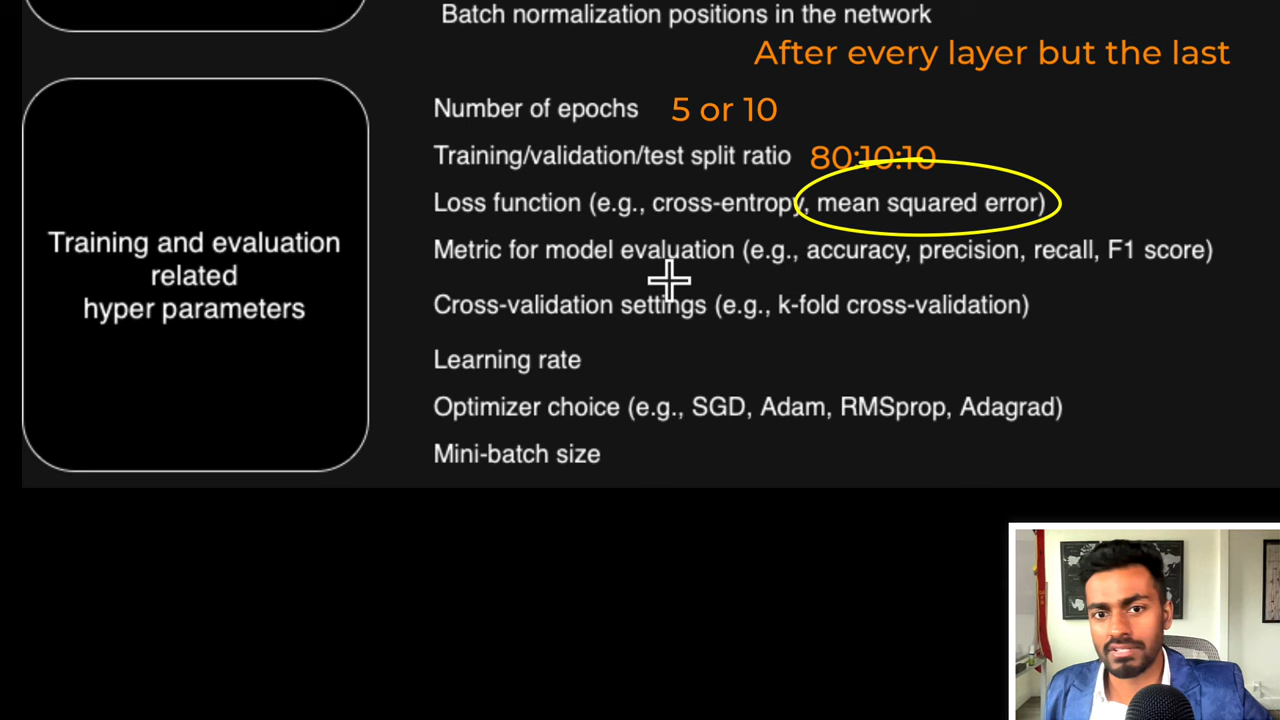 Batch normalization positions in the network
After every layer but the last
Number of epochs 5 or 10
Training/validation/test split ratio 80:10:10
Loss function (e.g., cross-entropy, mean squared error)
Metric for model evaluation (e.g., accuracy, precision, recall, F1 score)
Cross-validation settings (e.g., k-fold cross-validation)
Learning rate
Optimizer choice (e.g., SGD, Adam, RMSprop, Adagrad)
Mini-batch size
Training and evaluation
related
hyper parameters